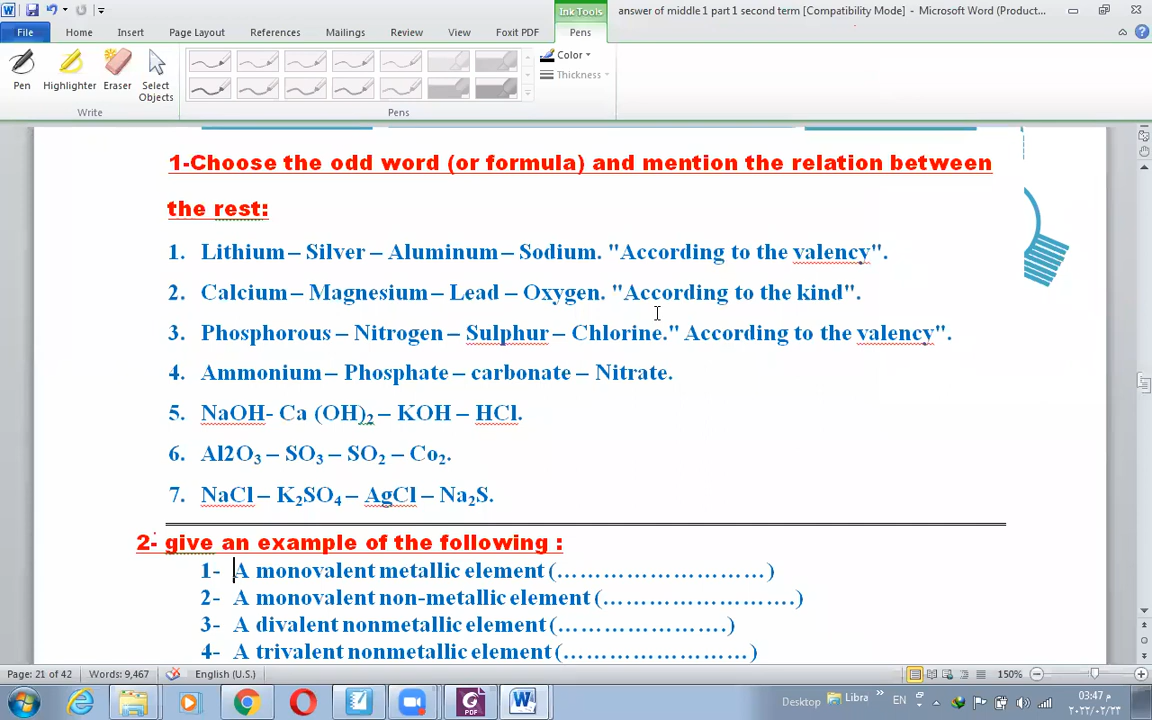 Ink Tools
answer of middle 1 part 1 second term [Compatibility Mode] - Microsoft Word (Product...
File Home Insert Page Layout References Mailings Review View Foxit PDF Pens
Pen Highlighter Eraser Select Objects
Color
Thickness
Write Pens
1-Choose the odd word (or formula) and mention the relation between
the rest:
1. Lithium – Silver – Aluminum – Sodium. "According to the valency".
2. Calcium – Magnesium – Lead – Oxygen. "According to the kind".
3. Phosphorous – Nitrogen – Sulphur – Chlorine." According to the valency".
4. Ammonium – Phosphate – carbonate – Nitrate.
5. NaOH- Ca (OH)₂ – KOH – HCl.
6. Al2O₃ – SO₃ – SO₂ – Co₂.
7. NaCl – K₂SO₄ – AgCl – Na₂S.
2- give an example of the following :
1- A monovalent metallic element (………………………)
2- A monovalent non-metallic element (…………………….)
3- A divalent nonmetallic element (………………….)
4- A trivalent nonmetallic element (……………………)
Page: 21 of 42 Words: 9,467 English (U.S.) 150%
Desktop Libra » EN 03:47 م
٢٠٢٢/٠٢/٢٣